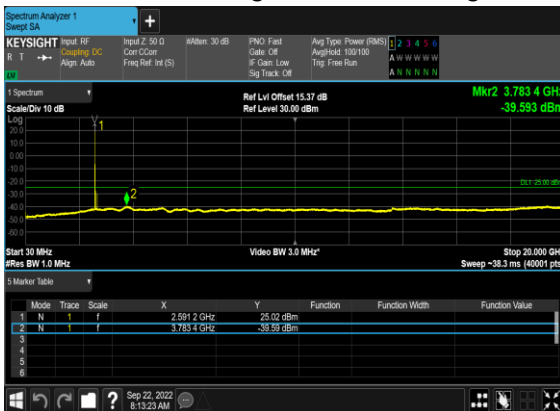 Spectrum Analyzer 1
Swept SA
+
KEYSIGHT Input: RF Input Z: 50 Ω #Atten: 30 dB PNO: Fast Avg Type: Power (RMS) 1 2 3 4 5 6
R T Coupling: DC Corr CCorr Gate: Off Avg|Hold: 100/100 A W W W W W
Align: Auto Freq Ref: Int (S) IF Gain: Low Trig: Free Run
LV Sig Track: Off A N N N N N
1 Spectrum
Scale/Div 10 dB Ref Lvl Offset 15.37 dB Mkr2 3.783 4 GHz
Ref Level 30.00 dBm -39.593 dBm
Log
20.0
10.0
0.00
-10.0
-20.0
-30.0
-40.0
-50.0
-60.0
1
2
DL1 -25.00 dBm
Start 30 MHz Video BW 3.0 MHz* Stop 20.000 GHz
#Res BW 1.0 MHz Sweep ~38.3 ms (40001 pts)
5 Marker Table
Mode Trace Scale X Y Function Function Width Function Value
1 N 1 f 2.591 2 GHz 25.02 dBm
2 N 1 f 3.783 4 GHz -39.59 dBm
3
4
5
6
? Sep 22, 2022
8:13:23 AM